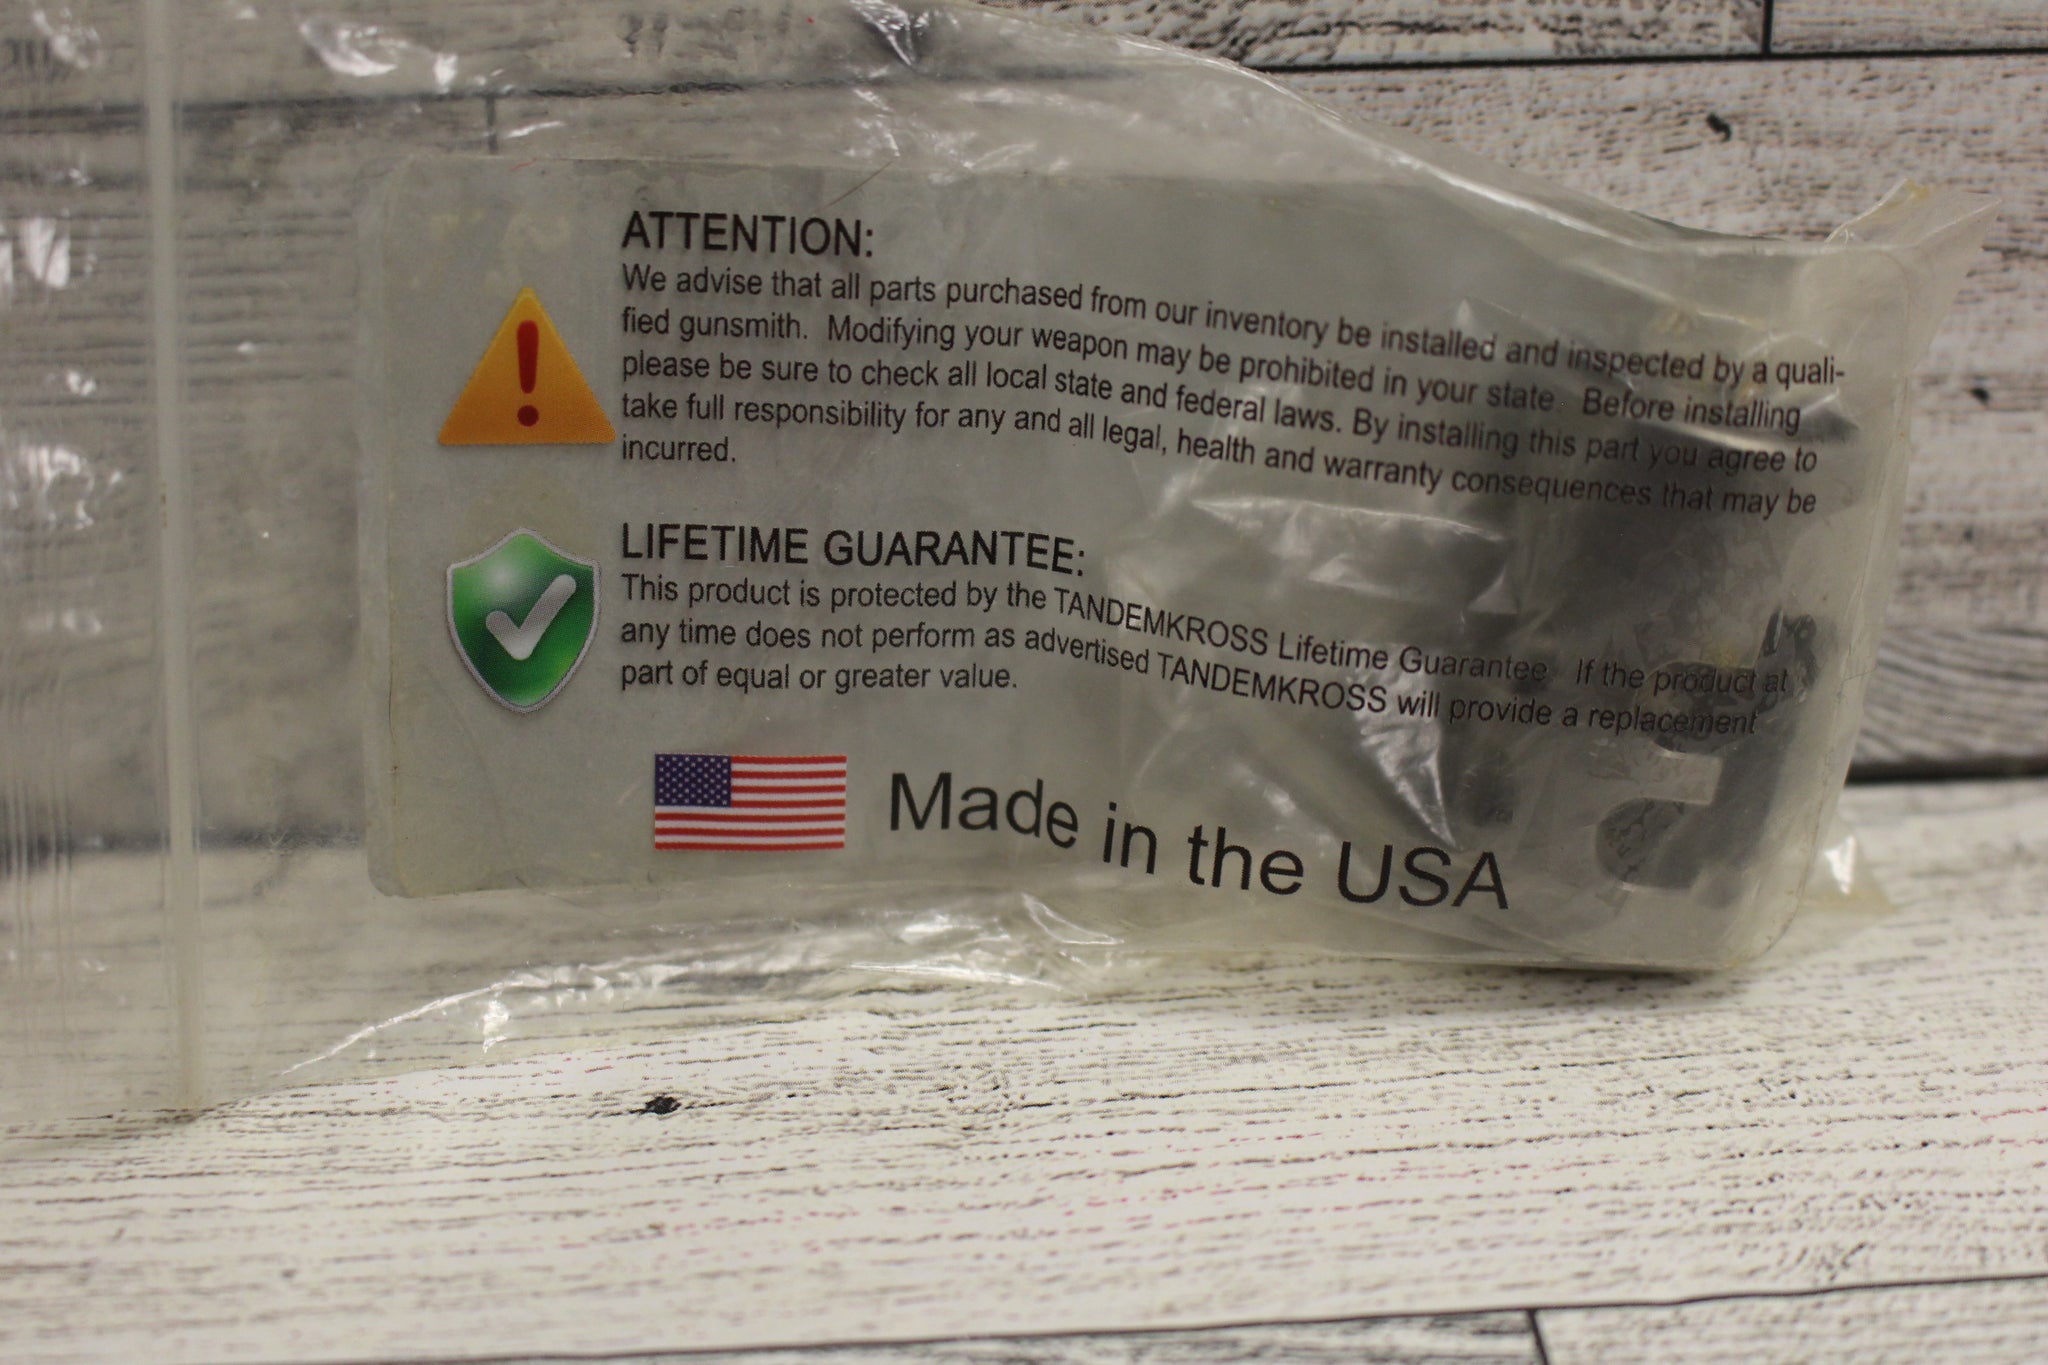 ATTENTION:
We advise that all parts purchased from our inventory be installed and inspected by a quali-
fied gunsmith. Modifying your weapon may be prohibited in your state. Before installing
please be sure to check all local state and federal laws. By installing this part you agree to
take full responsibility for any and all legal, health and warranty consequences that may be
incurred.
LIFETIME GUARANTEE:
This product is protected by the TANDEMKROSS Lifetime Guarantee. If the product at
any time does not perform as advertised TANDEMKROSS will provide a replacement
part of equal or greater value.
Made in the USA